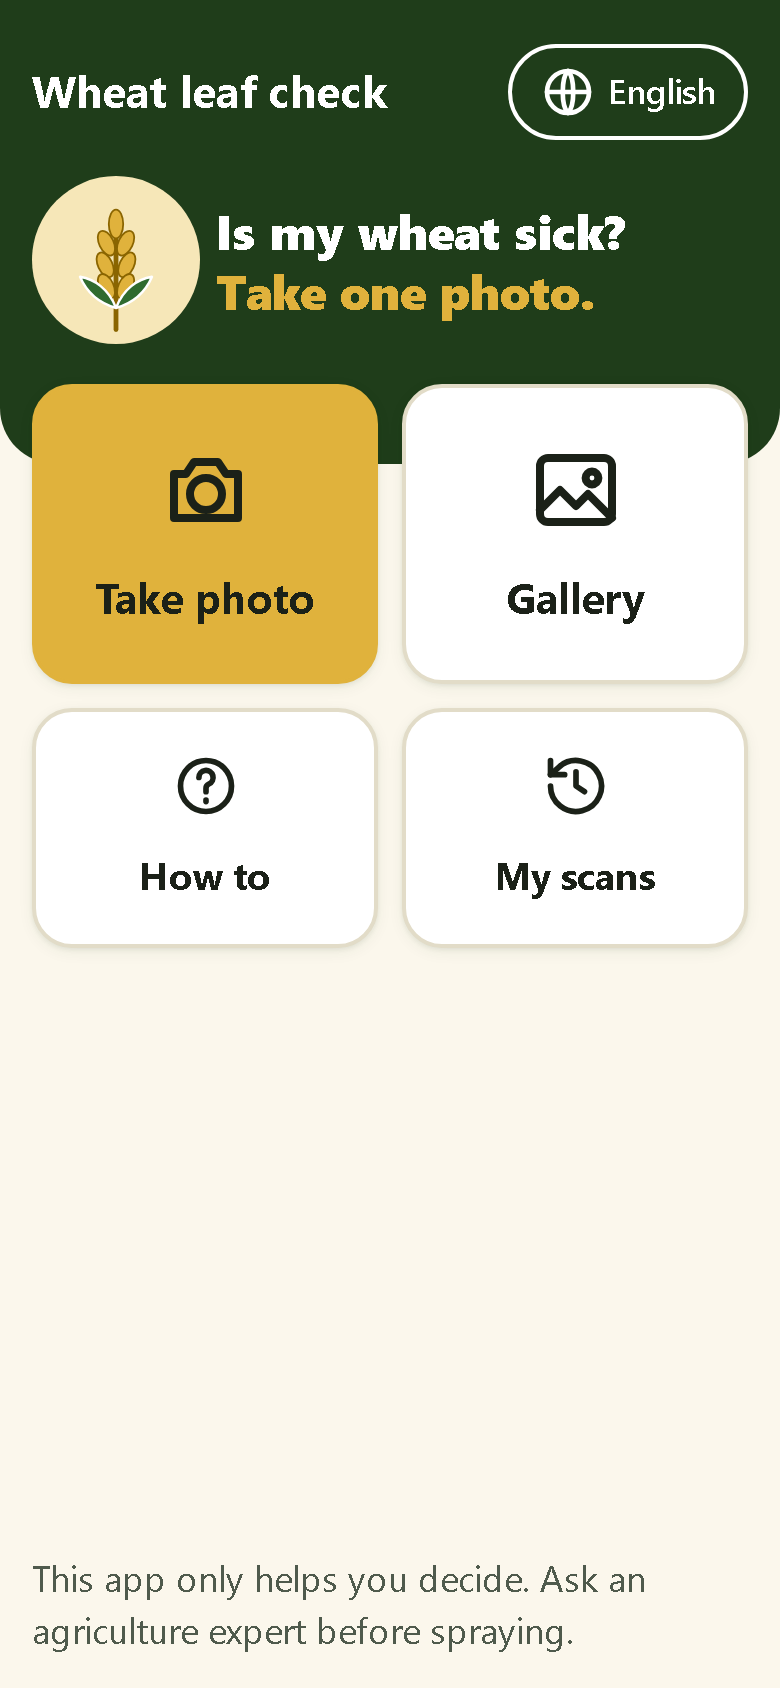 Wheat leaf check
English
Is my wheat sick?
Take one photo.
Take photo
Gallery
How to
My scans
This app only helps you decide. Ask an
agriculture expert before spraying.